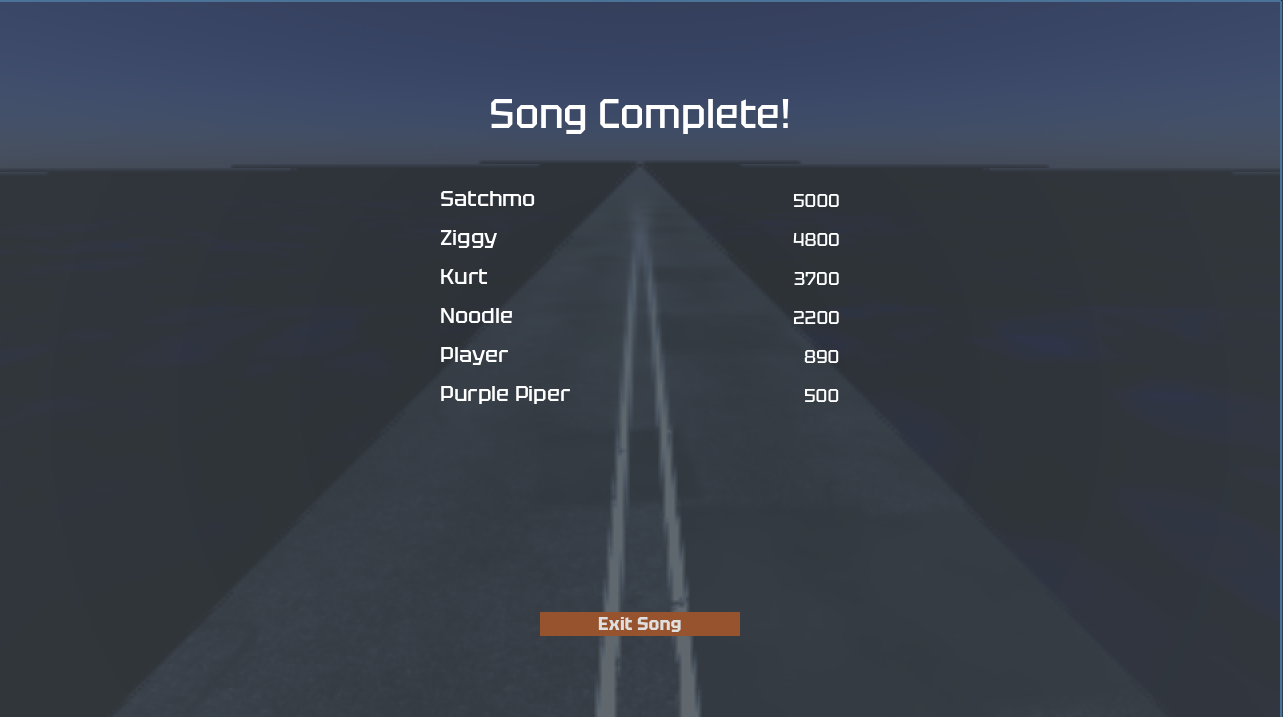 Song Complete!
Satchmo 5000
Ziggy 4800
Kurt 3700
Noodle 2200
Player 890
Purple Piper 500
Exit Song